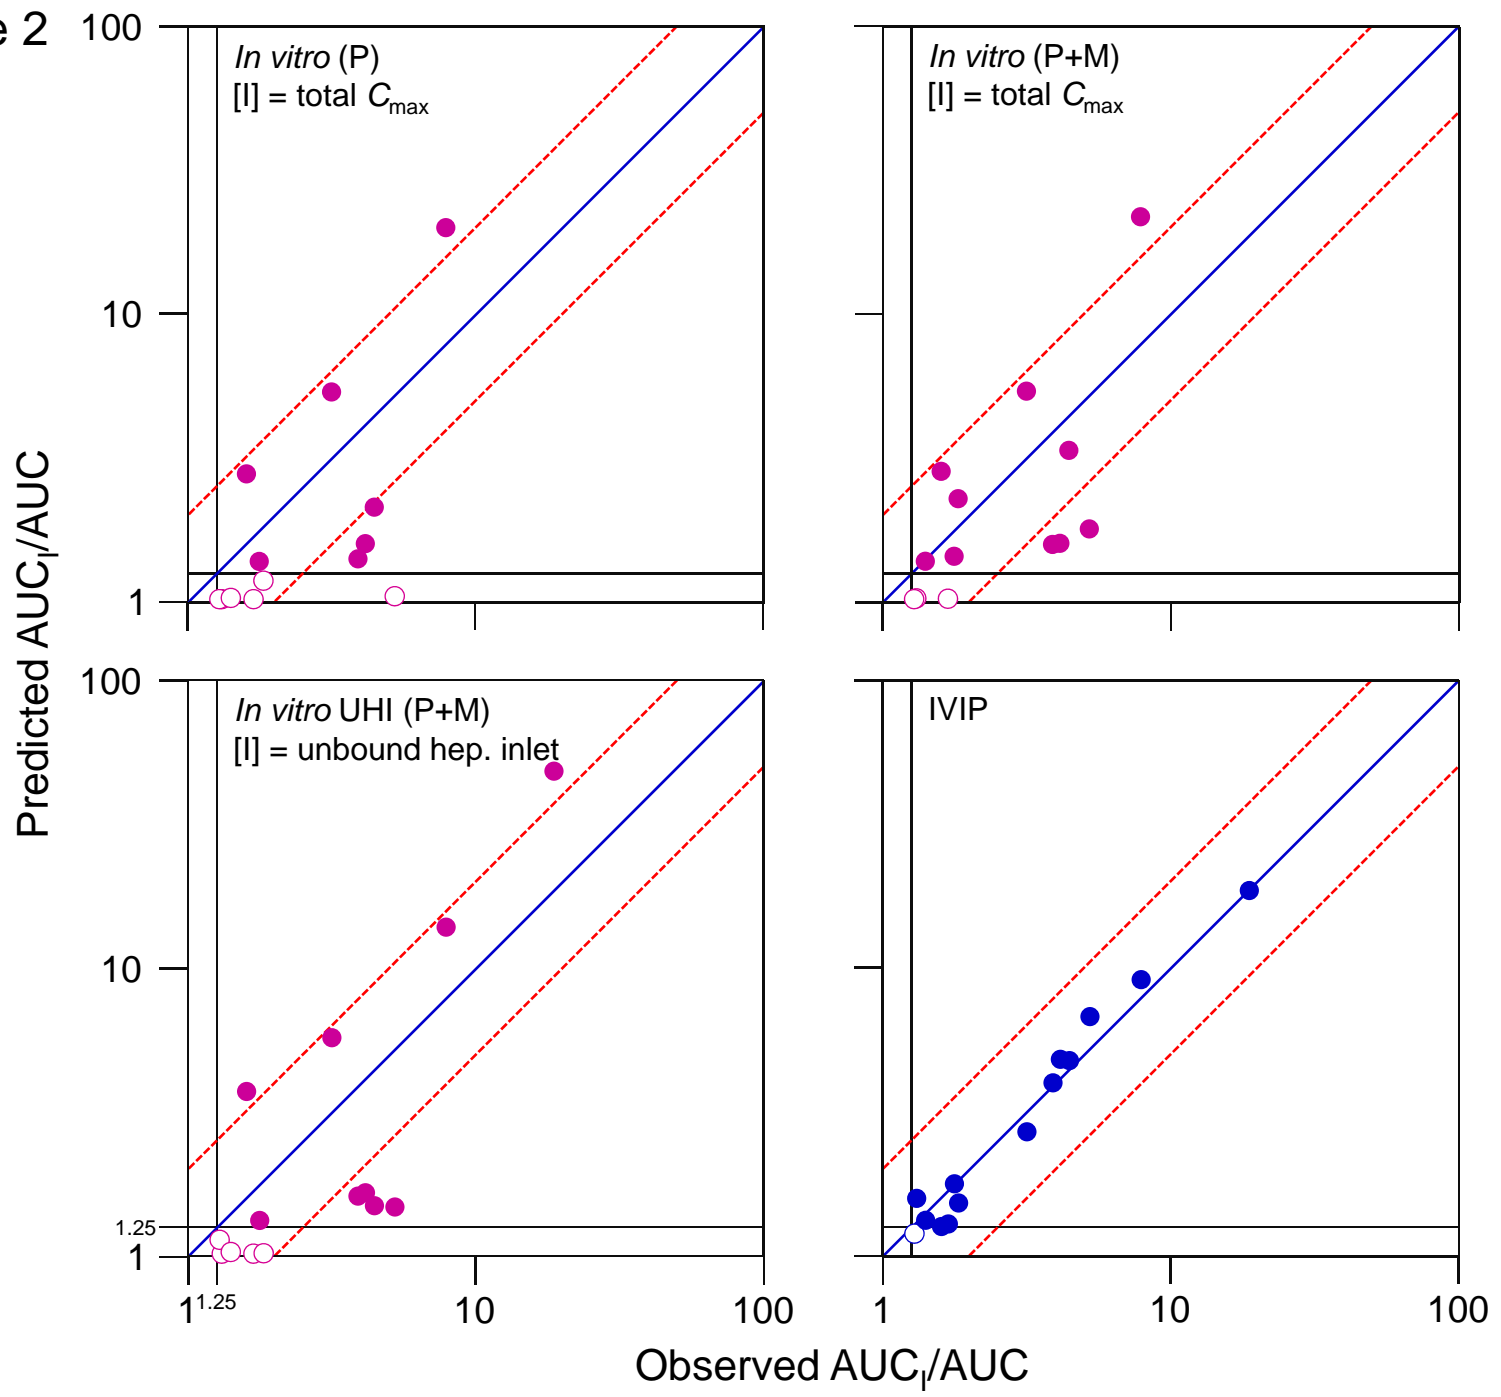 e 2
100
In vitro (P)
[I] = total Cmax
In vitro (P+M)
[I] = total Cmax
10
1
Predicted AUCI/AUC
100
In vitro UHI (P+M)
[I] = unbound hep. inlet
IVIP
10
1.25
1
1 1.25 10 100 1 10 100
Observed AUCI/AUC